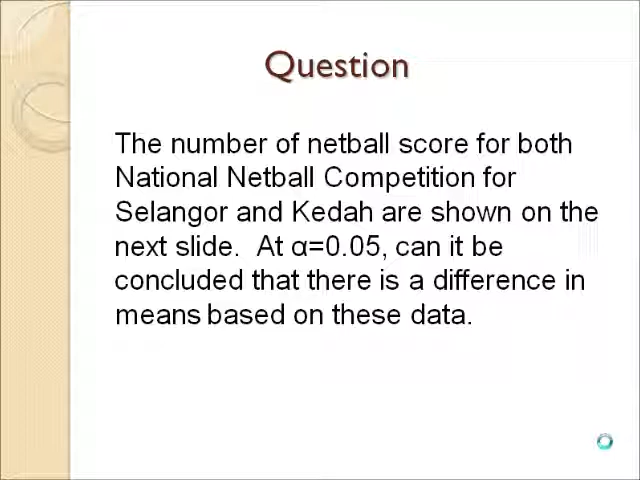 Question
The number of netball score for both
National Netball Competition for
Selangor and Kedah are shown on the
next slide.  At α=0.05, can it be
concluded that there is a difference in
means based on these data.